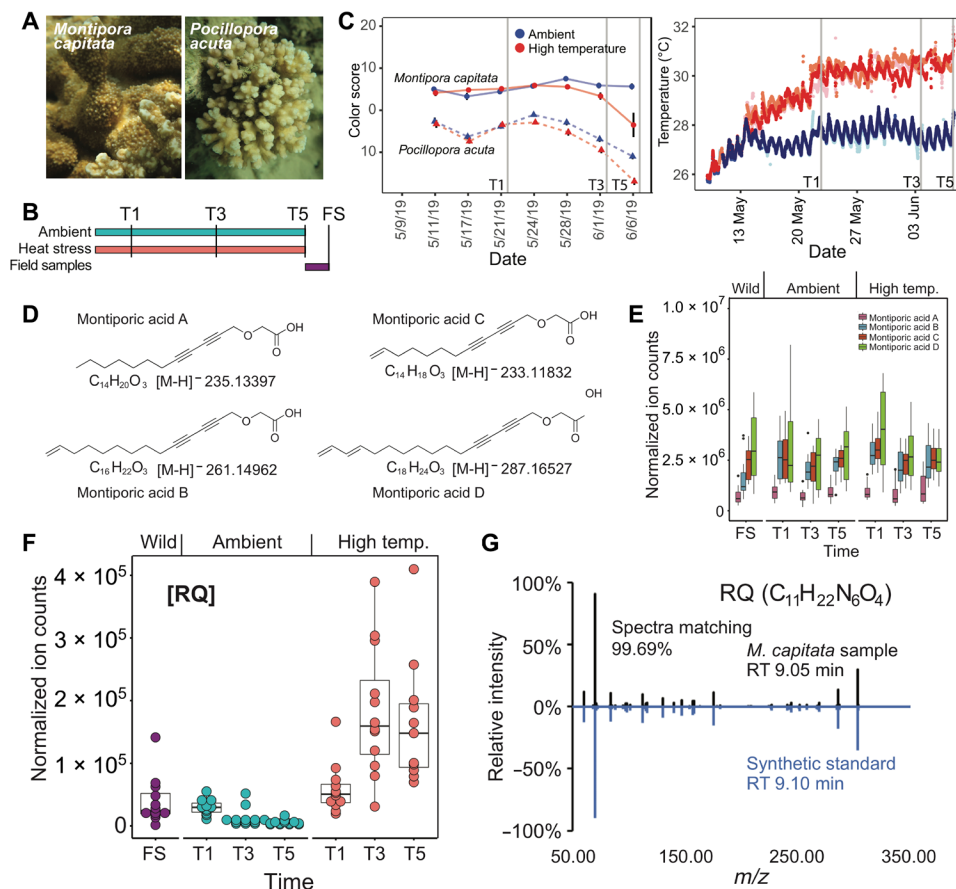 A
Montipora
capitata
Pocillopora
acuta
B
T1 T3 T5 FS
Ambient
Heat stress
Field samples
C
Color score
20
10
0
10
Ambient
High temperature
Montipora capitata
Pocillopora acuta
T1 T3 T5
5/9/19 5/11/19 5/17/19 5/21/19 5/24/19 5/28/19 6/1/19 6/6/19
Date
Temperature (°C)
30
28
26
T1 T3 T5
13 May 20 May 27 May 03 Jun
Date
D
Montiporic acid A
O
OH
O
C14H20O3 [M-H]⁻235.13397
Montiporic acid C
O
OH
O
C14H18O3 [M-H]⁻233.11832
O
OH
O
C16H22O3 [M-H]⁻261.14962
Montiporic acid B
OH
O
O
C18H24O3 [M-H]⁻287.16527
Montiporic acid D
E
Wild Ambient High temp.
Normalized ion counts
1.0 × 10⁷
7.5 × 10⁶
5.0 × 10⁶
2.5 × 10⁶
0
Montiporic acid A
Montiporic acid B
Montiporic acid C
Montiporic acid D
FS T1 T3 T5 T1 T3 T5
Time
F
Wild Ambient High temp.
Normalized ion counts
4 × 10⁵
3 × 10⁵
2 × 10⁵
1 × 10⁵
0
[RQ]
FS T1 T3 T5 T1 T3 T5
Time
G
Relative intensity
100%
50%
0%
−50%
−100%
RQ (C11H22N6O4)
Spectra matching
99.69%
M. capitata sample
RT 9.05 min
Synthetic standard
RT 9.10 min
50.00 150.00 250.00 350.00
m/z